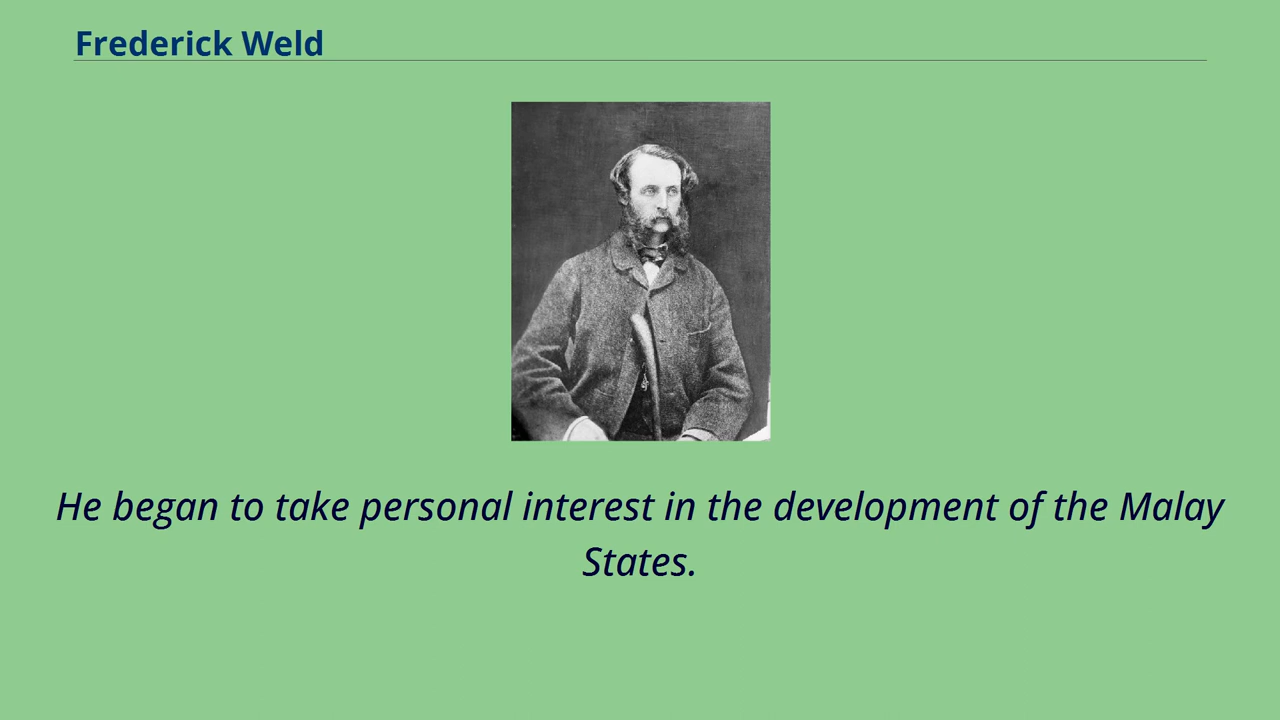 Frederick Weld
He began to take personal interest in the development of the Malay
States.